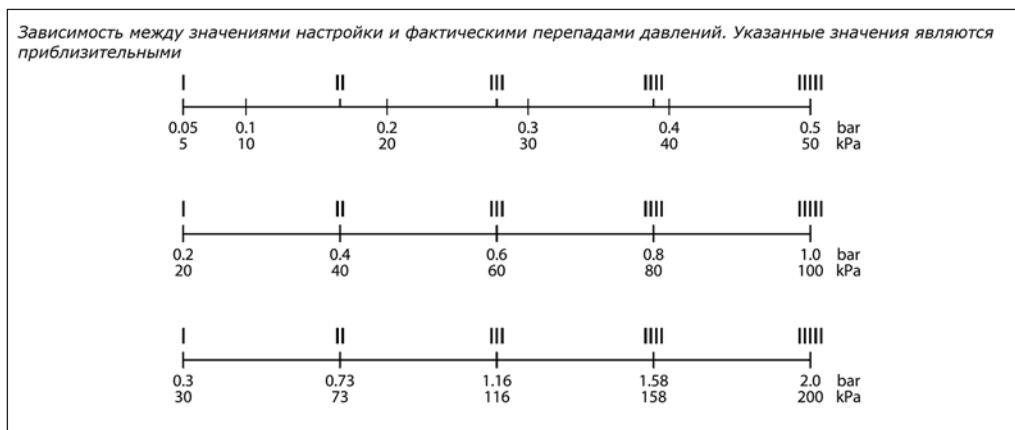 Зависимость между значениями настройки и фактическими перепадами давлений. Указанные значения являются
приблизительными
I II III IIII IIIII
0.05 0.1 0.2 0.3 0.4 0.5 bar
5 10 20 30 40 50 kPa
I II III IIII IIIII
0.2 0.4 0.6 0.8 1.0 bar
20 40 60 80 100 kPa
I II III IIII IIIII
0.3 0.73 1.16 1.58 2.0 bar
30 73 116 158 200 kPa